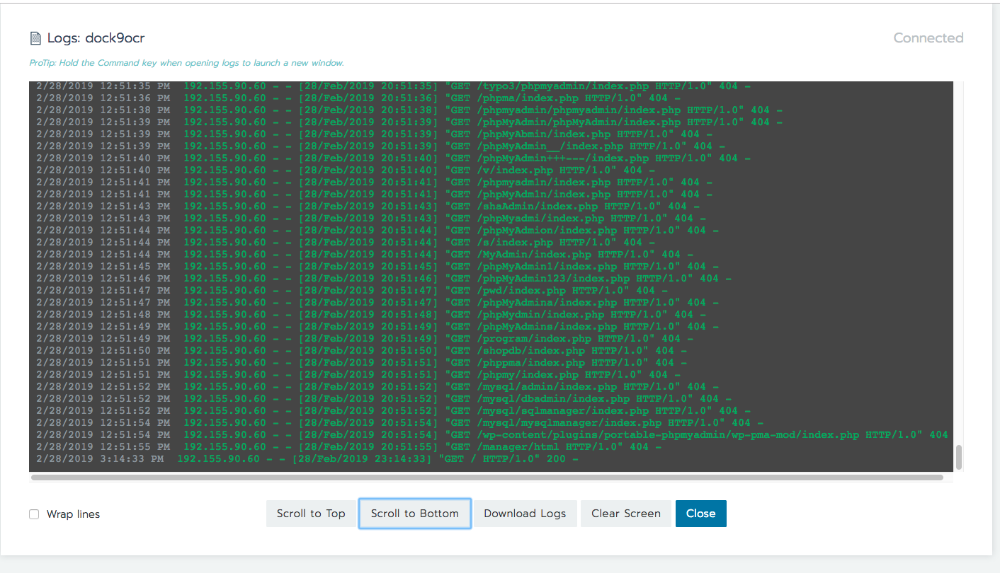 Logs: dock9ocr
Connected
ProTip: Hold the Command key when opening logs to launch a new window.
2/28/2019 12:51:35 PM 192.155.90.60 - - [28/Feb/2019 20:51:35] "GET /typo3/phpmyadmin/index.php HTTP/1.0" 404 -
2/28/2019 12:51:36 PM 192.155.90.60 - - [28/Feb/2019 20:51:36] "GET /phpma/index.php HTTP/1.0" 404 -
2/28/2019 12:51:38 PM 192.155.90.60 - - [28/Feb/2019 20:51:38] "GET /phpmyadmin/phpmyadmin/index.php HTTP/1.0" 404 -
2/28/2019 12:51:39 PM 192.155.90.60 - - [28/Feb/2019 20:51:39] "GET /phpMyAdmin/phpMyAdmin/index.php HTTP/1.0" 404 -
2/28/2019 12:51:39 PM 192.155.90.60 - - [28/Feb/2019 20:51:39] "GET /phpMyAbmin/index.php HTTP/1.0" 404 -
2/28/2019 12:51:39 PM 192.155.90.60 - - [28/Feb/2019 20:51:39] "GET /phpMyAdmin__/index.php HTTP/1.0" 404 -
2/28/2019 12:51:40 PM 192.155.90.60 - - [28/Feb/2019 20:51:40] "GET /phpMyAdmin+++---/index.php HTTP/1.0" 404 -
2/28/2019 12:51:40 PM 192.155.90.60 - - [28/Feb/2019 20:51:40] "GET /v/index.php HTTP/1.0" 404 -
2/28/2019 12:51:41 PM 192.155.90.60 - - [28/Feb/2019 20:51:41] "GET /phpmyadm1n/index.php HTTP/1.0" 404 -
2/28/2019 12:51:41 PM 192.155.90.60 - - [28/Feb/2019 20:51:41] "GET /phpMyAdm1n/index.php HTTP/1.0" 404 -
2/28/2019 12:51:43 PM 192.155.90.60 - - [28/Feb/2019 20:51:43] "GET /shaAdmin/index.php HTTP/1.0" 404 -
2/28/2019 12:51:43 PM 192.155.90.60 - - [28/Feb/2019 20:51:43] "GET /phpMyadmi/index.php HTTP/1.0" 404 -
2/28/2019 12:51:44 PM 192.155.90.60 - - [28/Feb/2019 20:51:44] "GET /phpMyAdmion/index.php HTTP/1.0" 404 -
2/28/2019 12:51:44 PM 192.155.90.60 - - [28/Feb/2019 20:51:44] "GET /s/index.php HTTP/1.0" 404 -
2/28/2019 12:51:44 PM 192.155.90.60 - - [28/Feb/2019 20:51:44] "GET /MyAdmin/index.php HTTP/1.0" 404 -
2/28/2019 12:51:45 PM 192.155.90.60 - - [28/Feb/2019 20:51:45] "GET /phpMyAdmin1/index.php HTTP/1.0" 404 -
2/28/2019 12:51:46 PM 192.155.90.60 - - [28/Feb/2019 20:51:46] "GET /phpMyAdmin123/index.php HTTP/1.0" 404 -
2/28/2019 12:51:47 PM 192.155.90.60 - - [28/Feb/2019 20:51:47] "GET /pwd/index.php HTTP/1.0" 404 -
2/28/2019 12:51:47 PM 192.155.90.60 - - [28/Feb/2019 20:51:47] "GET /phpMyAdmina/index.php HTTP/1.0" 404 -
2/28/2019 12:51:48 PM 192.155.90.60 - - [28/Feb/2019 20:51:48] "GET /phpMydmin/index.php HTTP/1.0" 404 -
2/28/2019 12:51:49 PM 192.155.90.60 - - [28/Feb/2019 20:51:49] "GET /phpMyAdmins/index.php HTTP/1.0" 404 -
2/28/2019 12:51:49 PM 192.155.90.60 - - [28/Feb/2019 20:51:49] "GET /program/index.php HTTP/1.0" 404 -
2/28/2019 12:51:50 PM 192.155.90.60 - - [28/Feb/2019 20:51:50] "GET /shopdb/index.php HTTP/1.0" 404 -
2/28/2019 12:51:51 PM 192.155.90.60 - - [28/Feb/2019 20:51:51] "GET /phppma/index.php HTTP/1.0" 404 -
2/28/2019 12:51:51 PM 192.155.90.60 - - [28/Feb/2019 20:51:51] "GET /phpmy/index.php HTTP/1.0" 404 -
2/28/2019 12:51:52 PM 192.155.90.60 - - [28/Feb/2019 20:51:52] "GET /mysql/admin/index.php HTTP/1.0" 404 -
2/28/2019 12:51:52 PM 192.155.90.60 - - [28/Feb/2019 20:51:52] "GET /mysql/dbadmin/index.php HTTP/1.0" 404 -
2/28/2019 12:51:52 PM 192.155.90.60 - - [28/Feb/2019 20:51:52] "GET /mysql/sqlmanager/index.php HTTP/1.0" 404 -
2/28/2019 12:51:54 PM 192.155.90.60 - - [28/Feb/2019 20:51:54] "GET /mysql/mysqlmanager/index.php HTTP/1.0" 404 -
2/28/2019 12:51:54 PM 192.155.90.60 - - [28/Feb/2019 20:51:54] "GET /wp-content/plugins/portable-phpmyadmin/wp-pma-mod/index.php HTTP/1.0" 404
2/28/2019 12:51:55 PM 192.155.90.60 - - [28/Feb/2019 20:51:55] "GET /manager/html HTTP/1.0" 404 -
2/28/2019 3:14:33 PM 192.155.90.60 - - [28/Feb/2019 23:14:33] "GET / HTTP/1.0" 200 -
Wrap lines
Scroll to Top
Scroll to Bottom
Download Logs
Clear Screen
Close